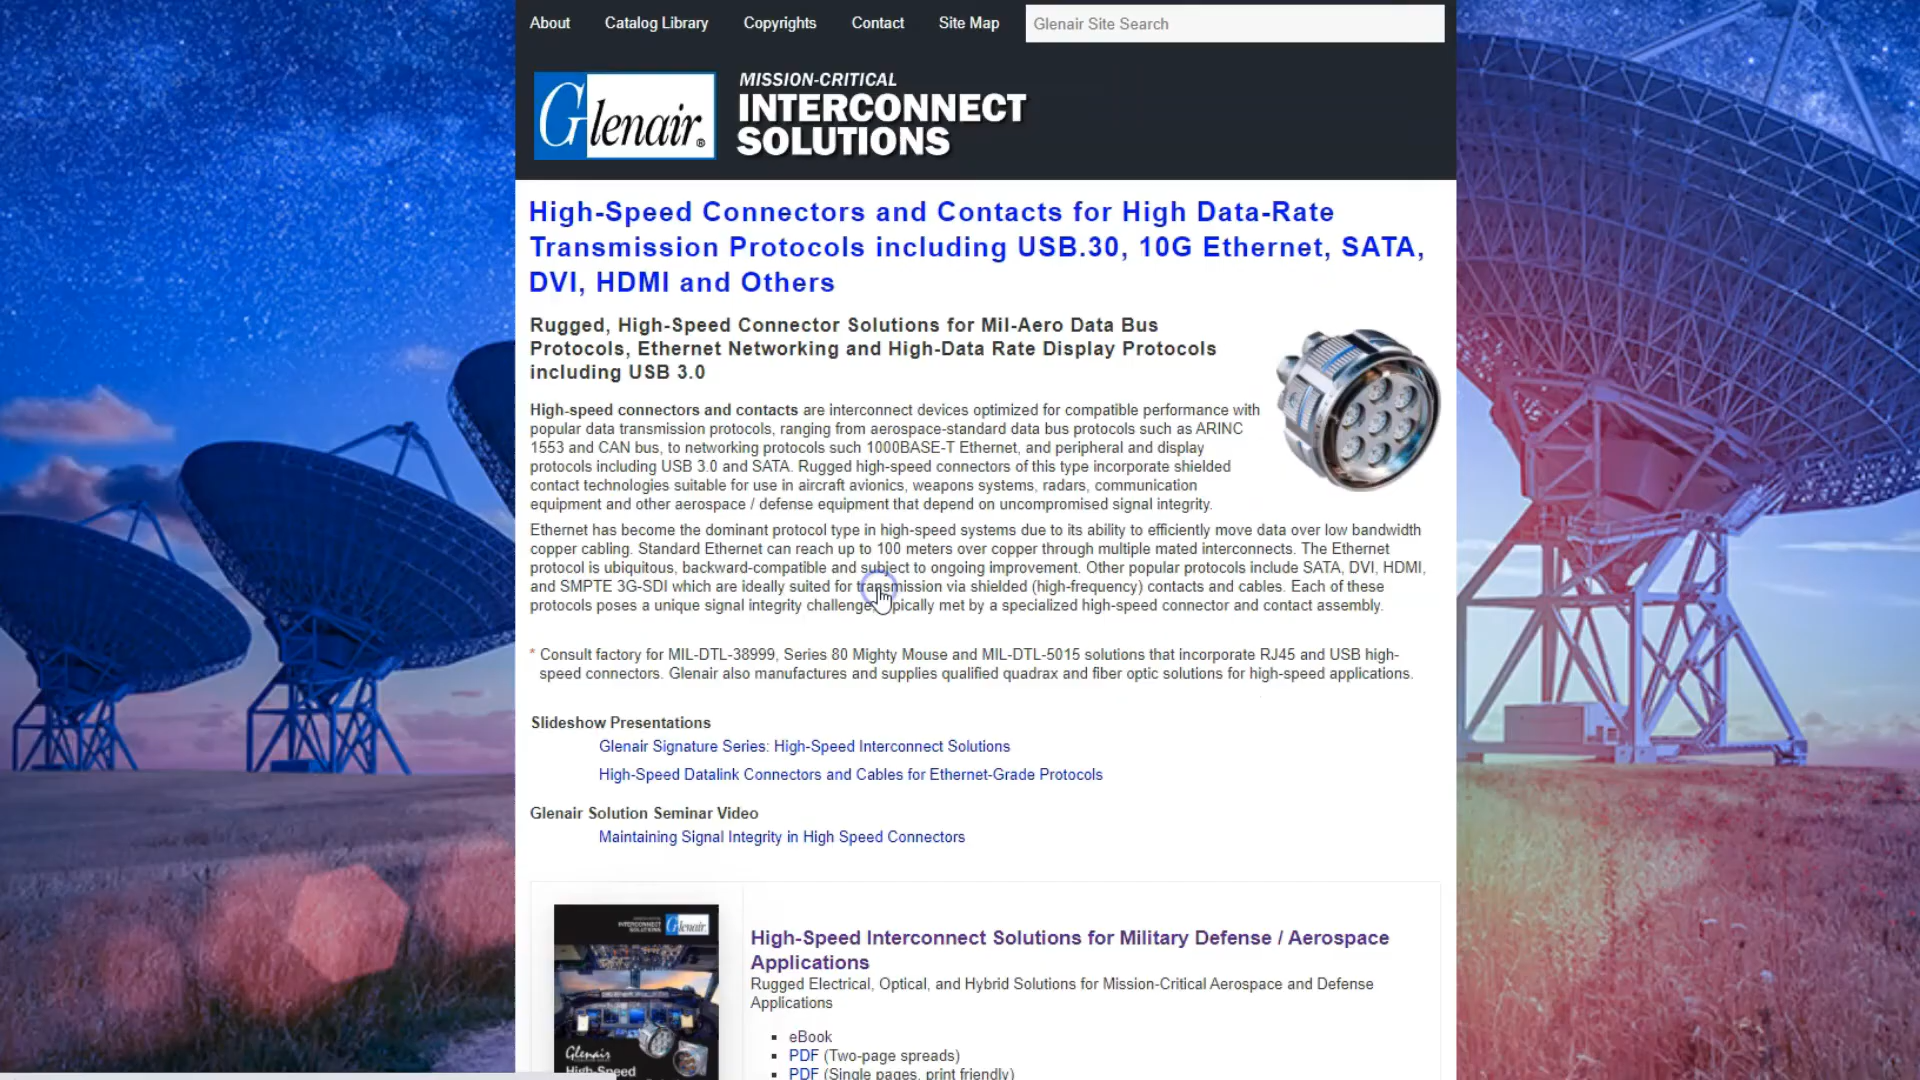 About Catalog Library Copyrights Contact Site Map Glenair Site Search
Glenair®
MISSION-CRITICAL
INTERCONNECT
SOLUTIONS
High-Speed Connectors and Contacts for High Data-Rate
Transmission Protocols including USB.30, 10G Ethernet, SATA,
DVI, HDMI and Others
Rugged, High-Speed Connector Solutions for Mil-Aero Data Bus
Protocols, Ethernet Networking and High-Data Rate Display Protocols
including USB 3.0
High-speed connectors and contacts are interconnect devices optimized for compatible performance with
popular data transmission protocols, ranging from aerospace-standard data bus protocols such as ARINC
1553 and CAN bus, to networking protocols such 1000BASE-T Ethernet, and peripheral and display
protocols including USB 3.0 and SATA. Rugged high-speed connectors of this type incorporate shielded
contact technologies suitable for use in aircraft avionics, weapons systems, radars, communication
equipment and other aerospace / defense equipment that depend on uncompromised signal integrity.
Ethernet has become the dominant protocol type in high-speed systems due to its ability to efficiently move data over low bandwidth
copper cabling. Standard Ethernet can reach up to 100 meters over copper through multiple mated interconnects. The Ethernet
protocol is ubiquitous, backward-compatible and subject to ongoing improvement. Other popular protocols include SATA, DVI, HDMI,
and SMPTE 3G-SDI which are ideally suited for transmission via shielded (high-frequency) contacts and cables. Each of these
protocols poses a unique signal integrity challenge typically met by a specialized high-speed connector and contact assembly.
* Consult factory for MIL-DTL-38999, Series 80 Mighty Mouse and MIL-DTL-5015 solutions that incorporate RJ45 and USB high-
speed connectors. Glenair also manufactures and supplies qualified quadrax and fiber optic solutions for high-speed applications.
Slideshow Presentations
Glenair Signature Series: High-Speed Interconnect Solutions
High-Speed Datalink Connectors and Cables for Ethernet-Grade Protocols
Glenair Solution Seminar Video
Maintaining Signal Integrity in High Speed Connectors
INTERCONNECT
SOLUTIONS
Glenair
Glenair
High-Speed
High-Speed Interconnect Solutions for Military Defense / Aerospace
Applications
Rugged Electrical, Optical, and Hybrid Solutions for Mission-Critical Aerospace and Defense
Applications
▪ eBook
▪ PDF (Two-page spreads)
▪ PDF (Single pages, print friendly)